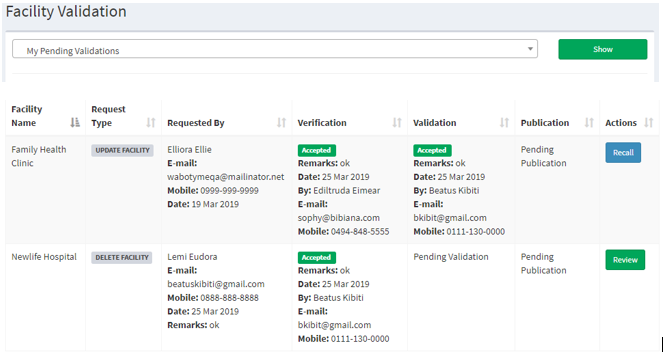 Facility Validation
My Pending Validations
Show
Facility Name
Request Type
Requested By
Verification
Validation
Publication
Actions
Family Health Clinic
UPDATE FACILITY
Elliora Ellie
E-mail:
wabotymeqa@mailinator.net
Mobile: 0999-999-9999
Date: 19 Mar 2019
Accepted
Remarks: ok
Date: 25 Mar 2019
By: Ediltruda Eimear
E-mail:
sophy@bibiana.com
Mobile: 0494-848-5555
Accepted
Remarks: ok
Date: 25 Mar 2019
By: Beatus Kibiti
E-mail:
bkibit@gmail.com
Mobile: 0111-130-0000
Pending Publication
Recall
Newlife Hospital
DELETE FACILITY
Lemi Eudora
E-mail:
beatuskibiti@gmail.com
Mobile: 0888-888-8888
Date: 25 Mar 2019
Remarks: ok
Accepted
Remarks: ok
Date: 25 Mar 2019
By: Beatus Kibiti
E-mail:
bkibit@gmail.com
Mobile: 0111-130-0000
Pending Validation
Pending Publication
Review